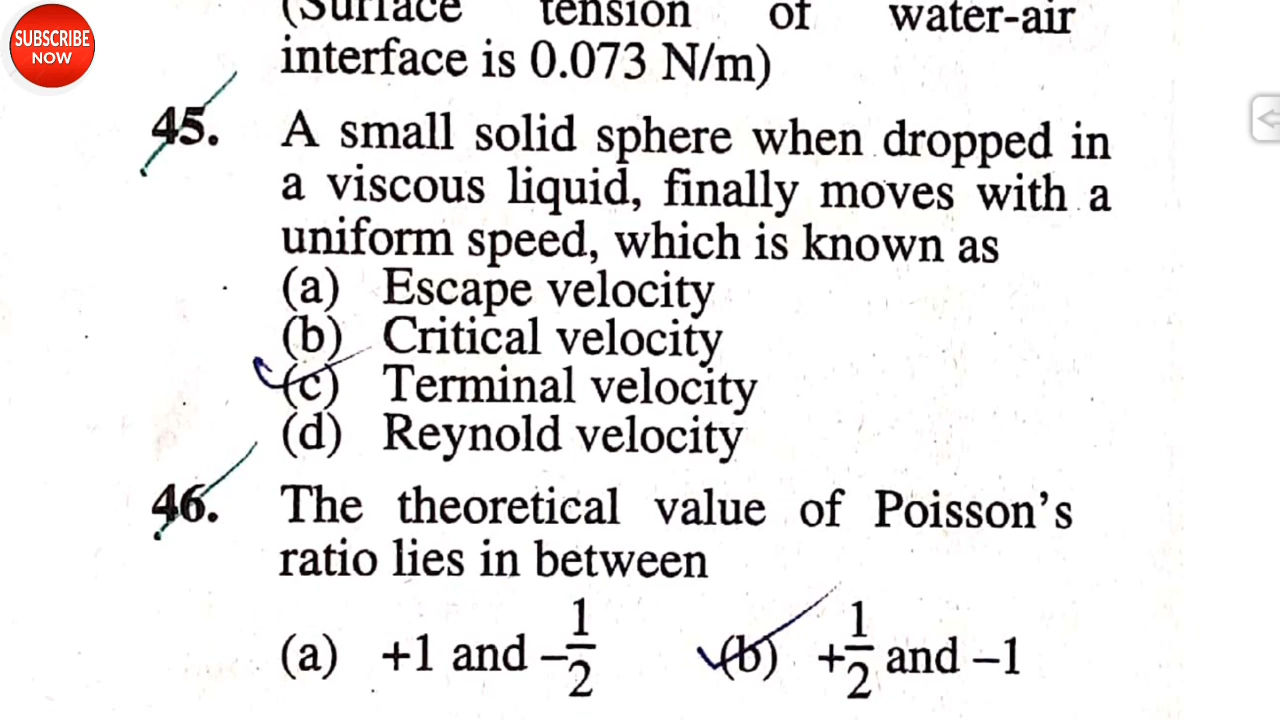 SUBSCRIBE
NOW
(Surface tension of water-air
interface is 0.073 N/m)
45. A small solid sphere when dropped in
a viscous liquid, finally moves with a
uniform speed, which is known as
(a) Escape velocity
(b) Critical velocity
(c) Terminal velocity
(d) Reynold velocity
46. The theoretical value of Poisson's
ratio lies in between
(a) +1 and -1/2 (b) +1/2 and -1